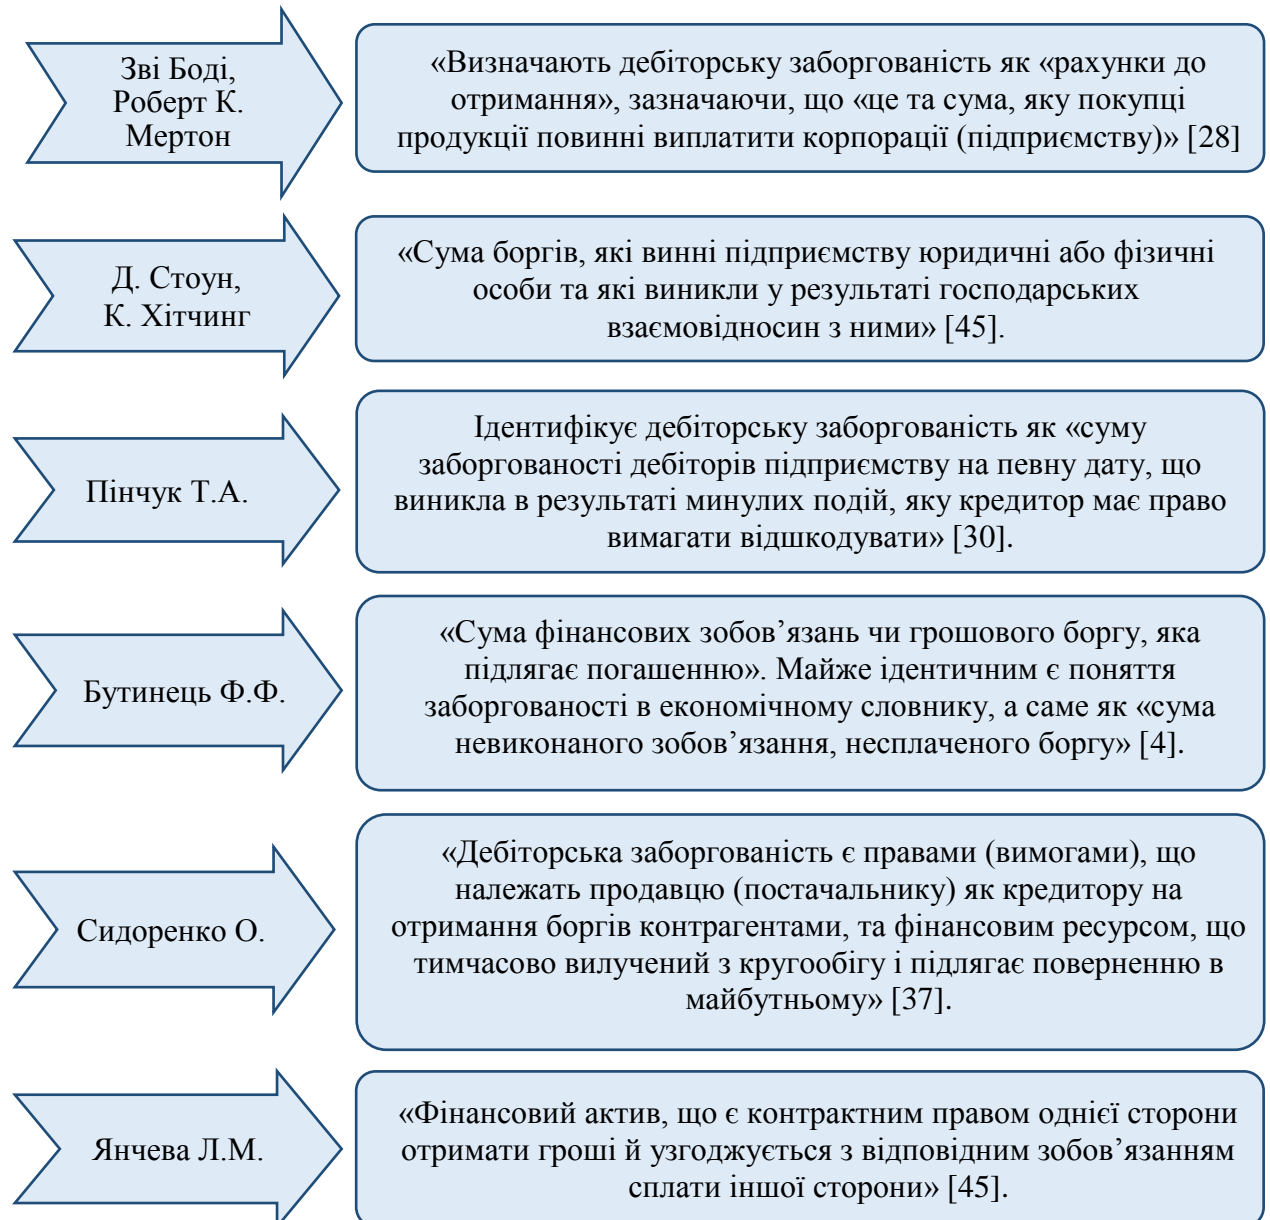 Зві Боді,
Роберт К.
Мертон
«Визначають дебіторську заборгованість як «рахунки до
отримання», зазначаючи, що «це та сума, яку покупці
продукції повинні виплатити корпорації (підприємству)» [28]
Д. Стоун,
К. Хітчинг
«Сума боргів, які винні підприємству юридичні або фізичні
особи та які виникли у результаті господарських
взаємовідносин з ними» [45].
Пінчук Т.А.
Ідентифікує дебіторську заборгованість як «суму
заборгованості дебіторів підприємству на певну дату, що
виникла в результаті минулих подій, яку кредитор має право
вимагати відшкодувати» [30].
Бутинець Ф.Ф.
«Сума фінансових зобов’язань чи грошового боргу, яка
підлягає погашенню». Майже ідентичним є поняття
заборгованості в економічному словнику, а саме як «сума
невиконаного зобов’язання, несплаченого боргу» [4].
Сидоренко О.
«Дебіторська заборгованість є правами (вимогами), що
належать продавцю (постачальнику) як кредитору на
отримання боргів контрагентами, та фінансовим ресурсом, що
тимчасово вилучений з кругообігу і підлягає поверненню в
майбутньому» [37].
Янчева Л.М.
«Фінансовий актив, що є контрактним правом однієї сторони
отримати гроші й узгоджується з відповідним зобов’язанням
сплати іншої сторони» [45].